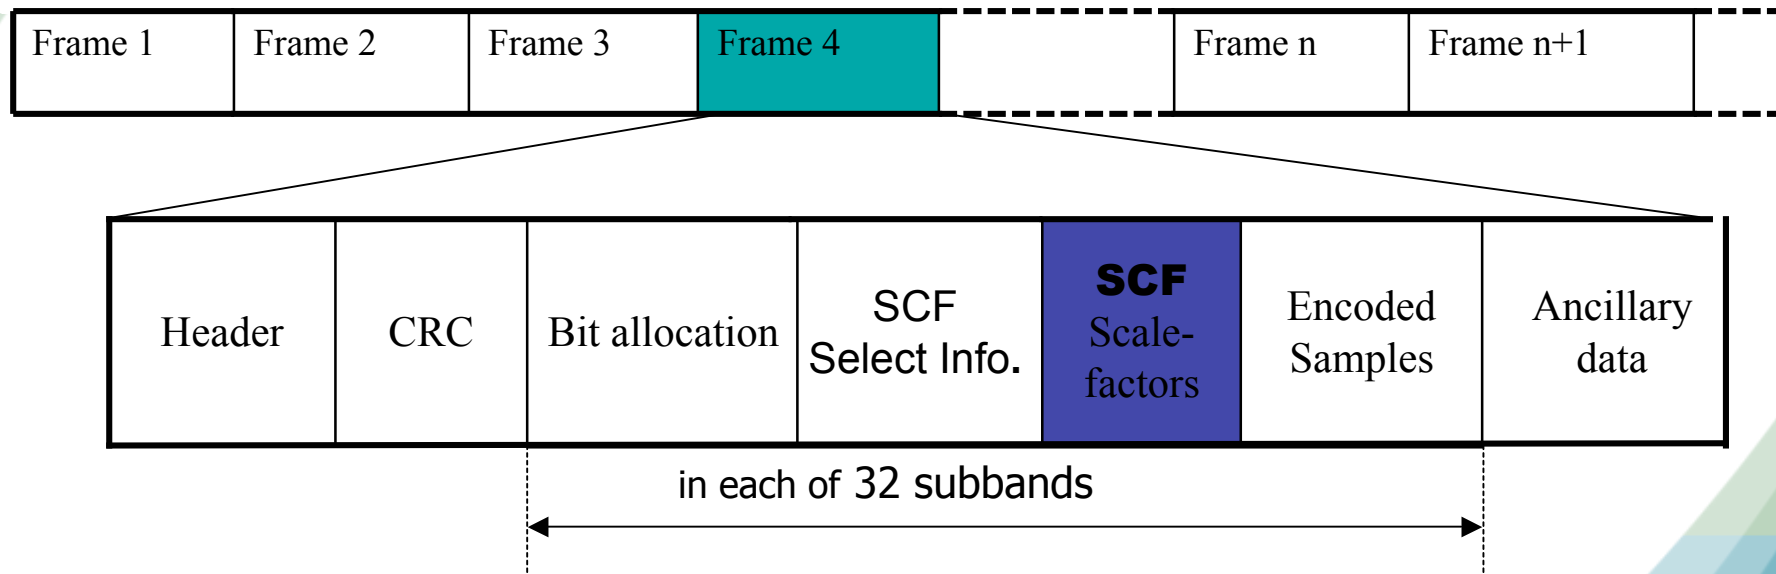 Frame 1 Frame 2 Frame 3 Frame 4 Frame n Frame n+1
Header
CRC
Bit allocation
SCF
Select Info.
SCF
Scale-
factors
Encoded
Samples
Ancillary
data
in each of 32 subbands